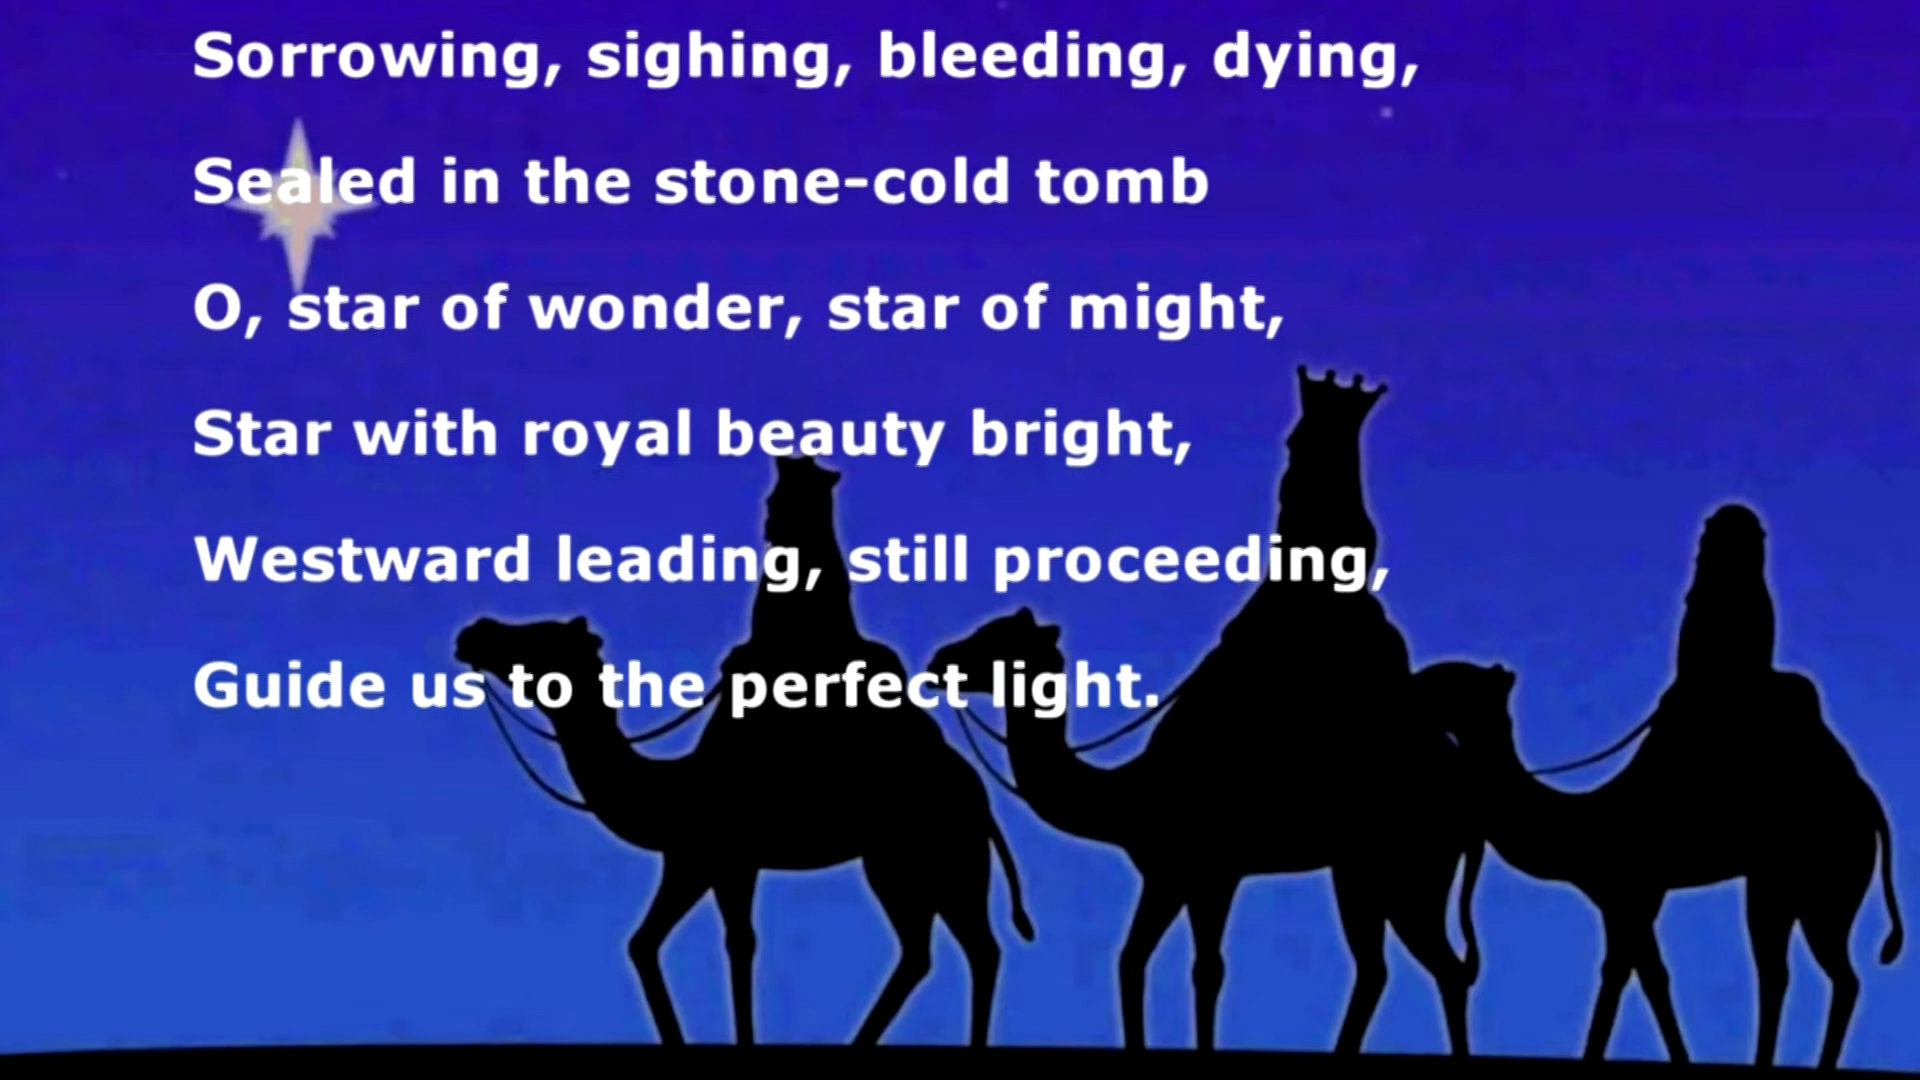 Sorrowing, sighing, bleeding, dying,
Sealed in the stone-cold tomb
O, star of wonder, star of might,
Star with royal beauty bright,
Westward leading, still proceeding,
Guide us to the perfect light.